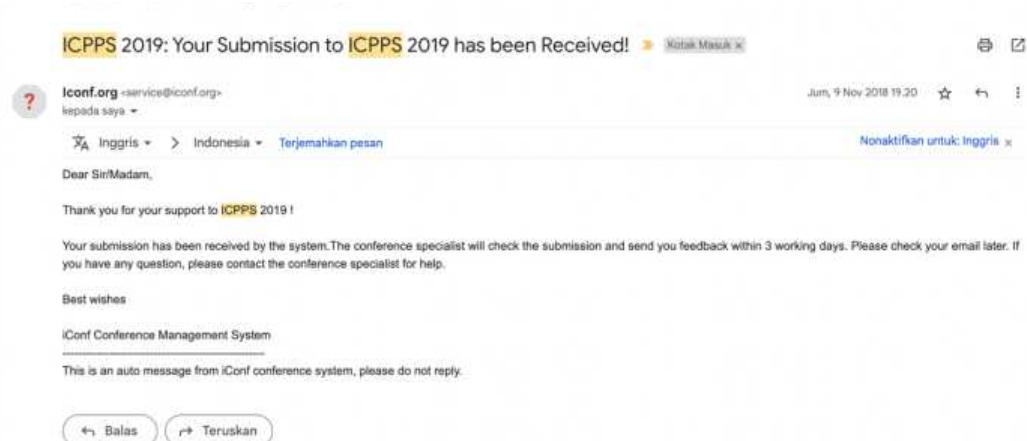 ICPPS 2019: Your Submission to ICPPS 2019 has been Received! Kotak Masuk x
Iconf.org <service@iconf.org> Jum, 9 Nov 2018 19.20
kepada saya
Inggris > Indonesia Terjemahkan pesan Nonaktifkan untuk: Inggris x
Dear Sir/Madam,
Thank you for your support to ICPPS 2019 !
Your submission has been received by the system.The conference specialist will check the submission and send you feedback within 3 working days. Please check your email later. If
you have any question, please contact the conference specialist for help.
Best wishes
iConf Conference Management System
--------------------------------------------------
This is an auto message from iConf conference system, please do not reply.
Balas Teruskan